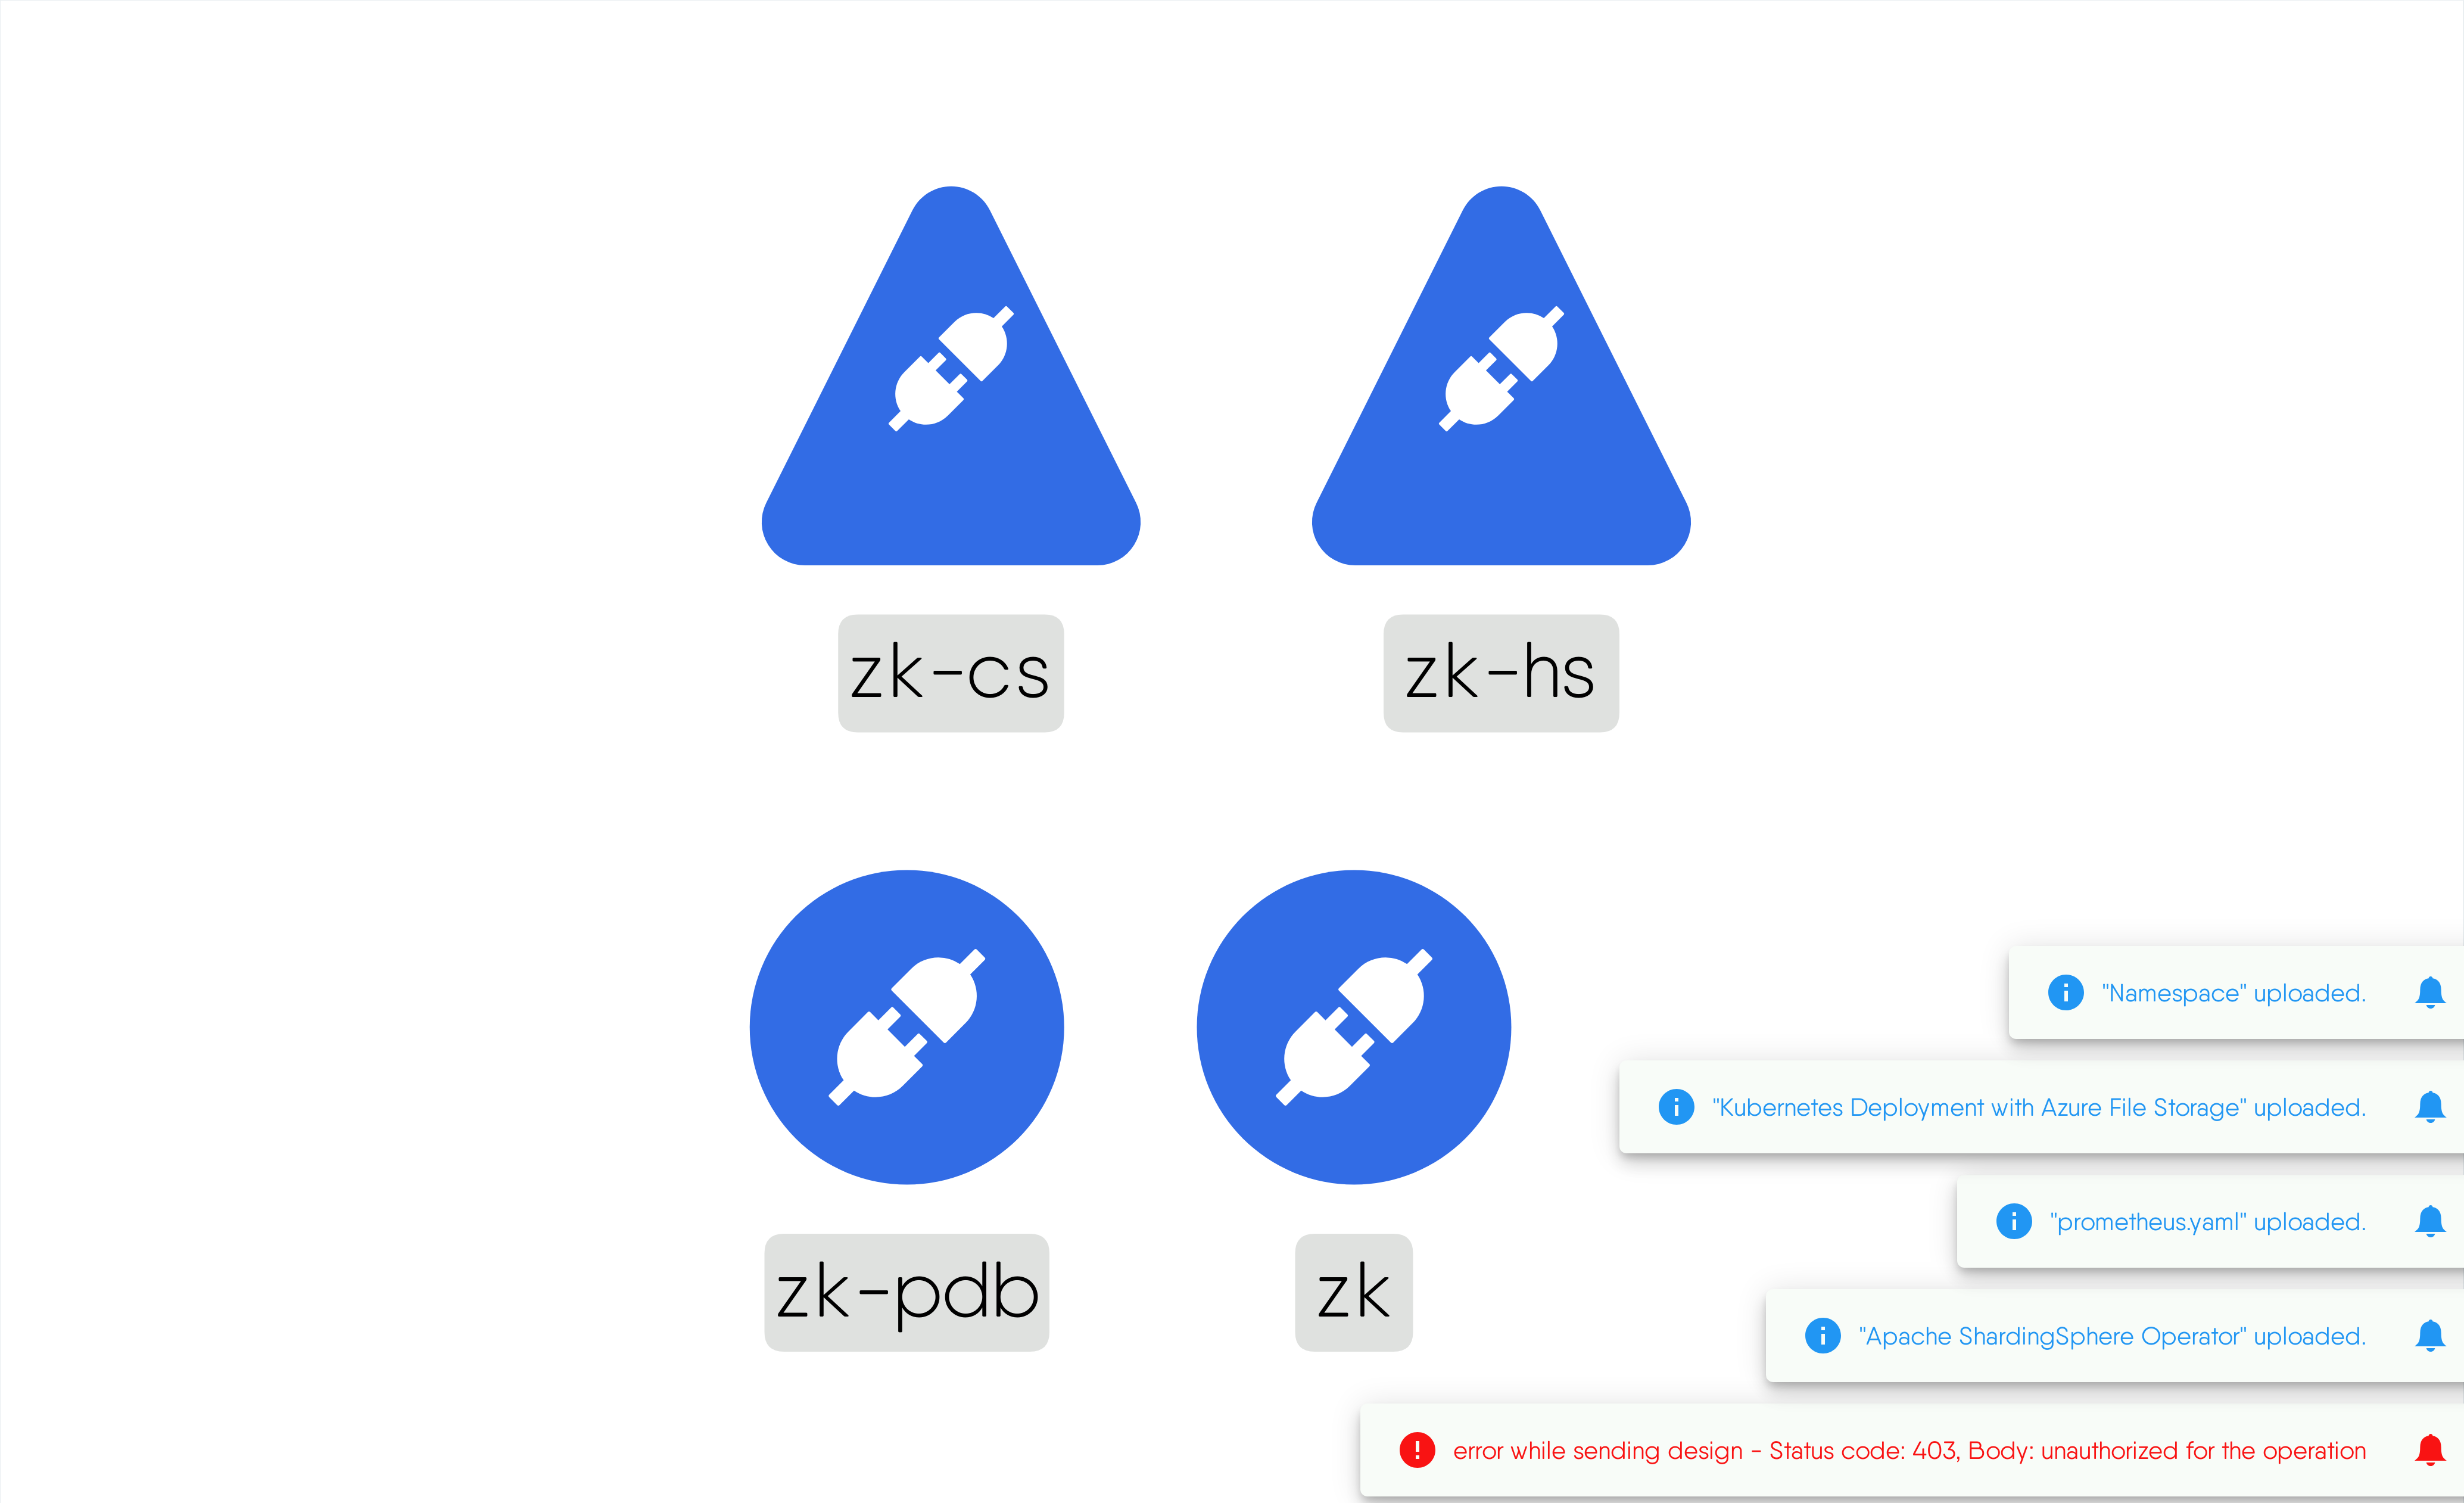 zk-cs
zk-hs
zk-pdb
zk
"Namespace" uploaded.
"Kubernetes Deployment with Azure File Storage" uploaded.
"prometheus.yaml" uploaded.
"Apache ShardingSphere Operator" uploaded.
error while sending design - Status code: 403, Body: unauthorized for the operation